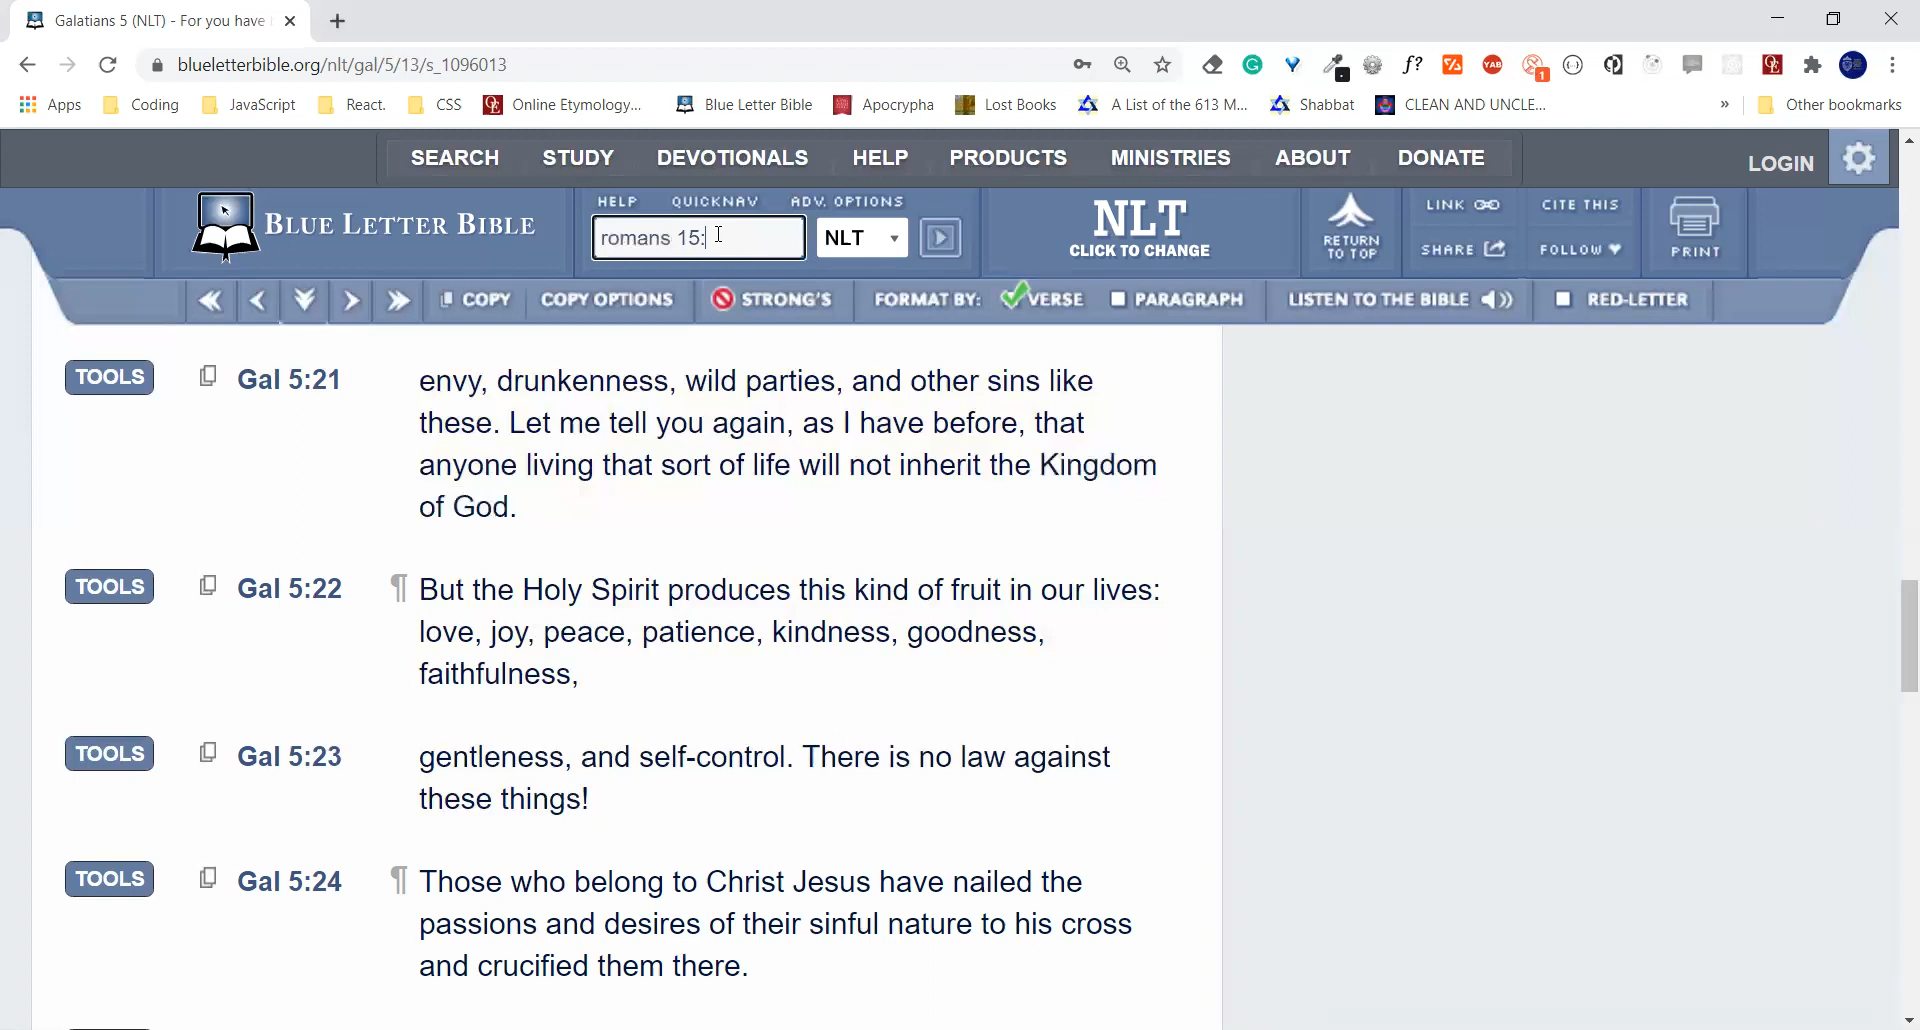 Galatians 5 (NLT) - For you have
blueletterbible.org/nlt/gal/5/13/s_1096013
f?
YAB
1
OE
Apps Coding JavaScript React. CSS OE Online Etymology... Blue Letter Bible Apocrypha Lost Books A List of the 613 M... Shabbat CLEAN AND UNCLE... » Other bookmarks
SEARCH STUDY DEVOTIONALS HELP PRODUCTS MINISTRIES ABOUT DONATE LOGIN
BLUE LETTER BIBLE
HELP QUICKNAV ADV. OPTIONS
romans 15: NLT
NLT
CLICK TO CHANGE
RETURN
TO TOP
LINK CITE THIS
SHARE FOLLOW
PRINT
COPY COPY OPTIONS STRONG'S FORMAT BY: VERSE PARAGRAPH LISTEN TO THE BIBLE RED-LETTER
TOOLS Gal 5:21 envy, drunkenness, wild parties, and other sins like
these. Let me tell you again, as I have before, that
anyone living that sort of life will not inherit the Kingdom
of God.
TOOLS Gal 5:22 ¶ But the Holy Spirit produces this kind of fruit in our lives:
love, joy, peace, patience, kindness, goodness,
faithfulness,
TOOLS Gal 5:23 gentleness, and self-control. There is no law against
these things!
TOOLS Gal 5:24 ¶ Those who belong to Christ Jesus have nailed the
passions and desires of their sinful nature to his cross
and crucified them there.